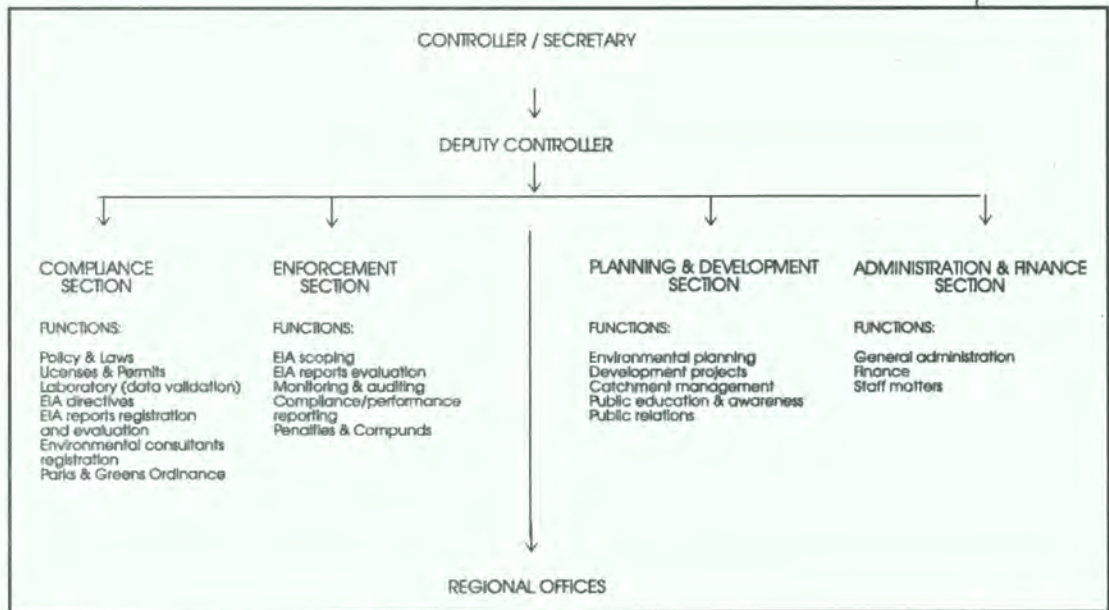 CONTROLLER / SECRETARY
DEPUTY CONTROLLER
COMPLIANCE
SECTION
FUNCTIONS:
Policy & Laws
Licenses & Permits
Laboratory (data validation)
EIA directives
EIA reports registration
and evaluation
Environmental consultants
registration
Parks & Greens Ordinance
ENFORCEMENT
SECTION
FUNCTIONS:
EIA scoping
EIA reports evaluation
Monitoring & auditing
Compliance/performance
reporting
Penalties & Compunds
PLANNING & DEVELOPMENT
SECTION
FUNCTIONS:
Environmental planning
Development projects
Catchment management
Public education & awareness
Public relations
ADMINISTRATION & FINANCE
SECTION
FUNCTIONS:
General administration
Finance
Staff matters
REGIONAL OFFICES